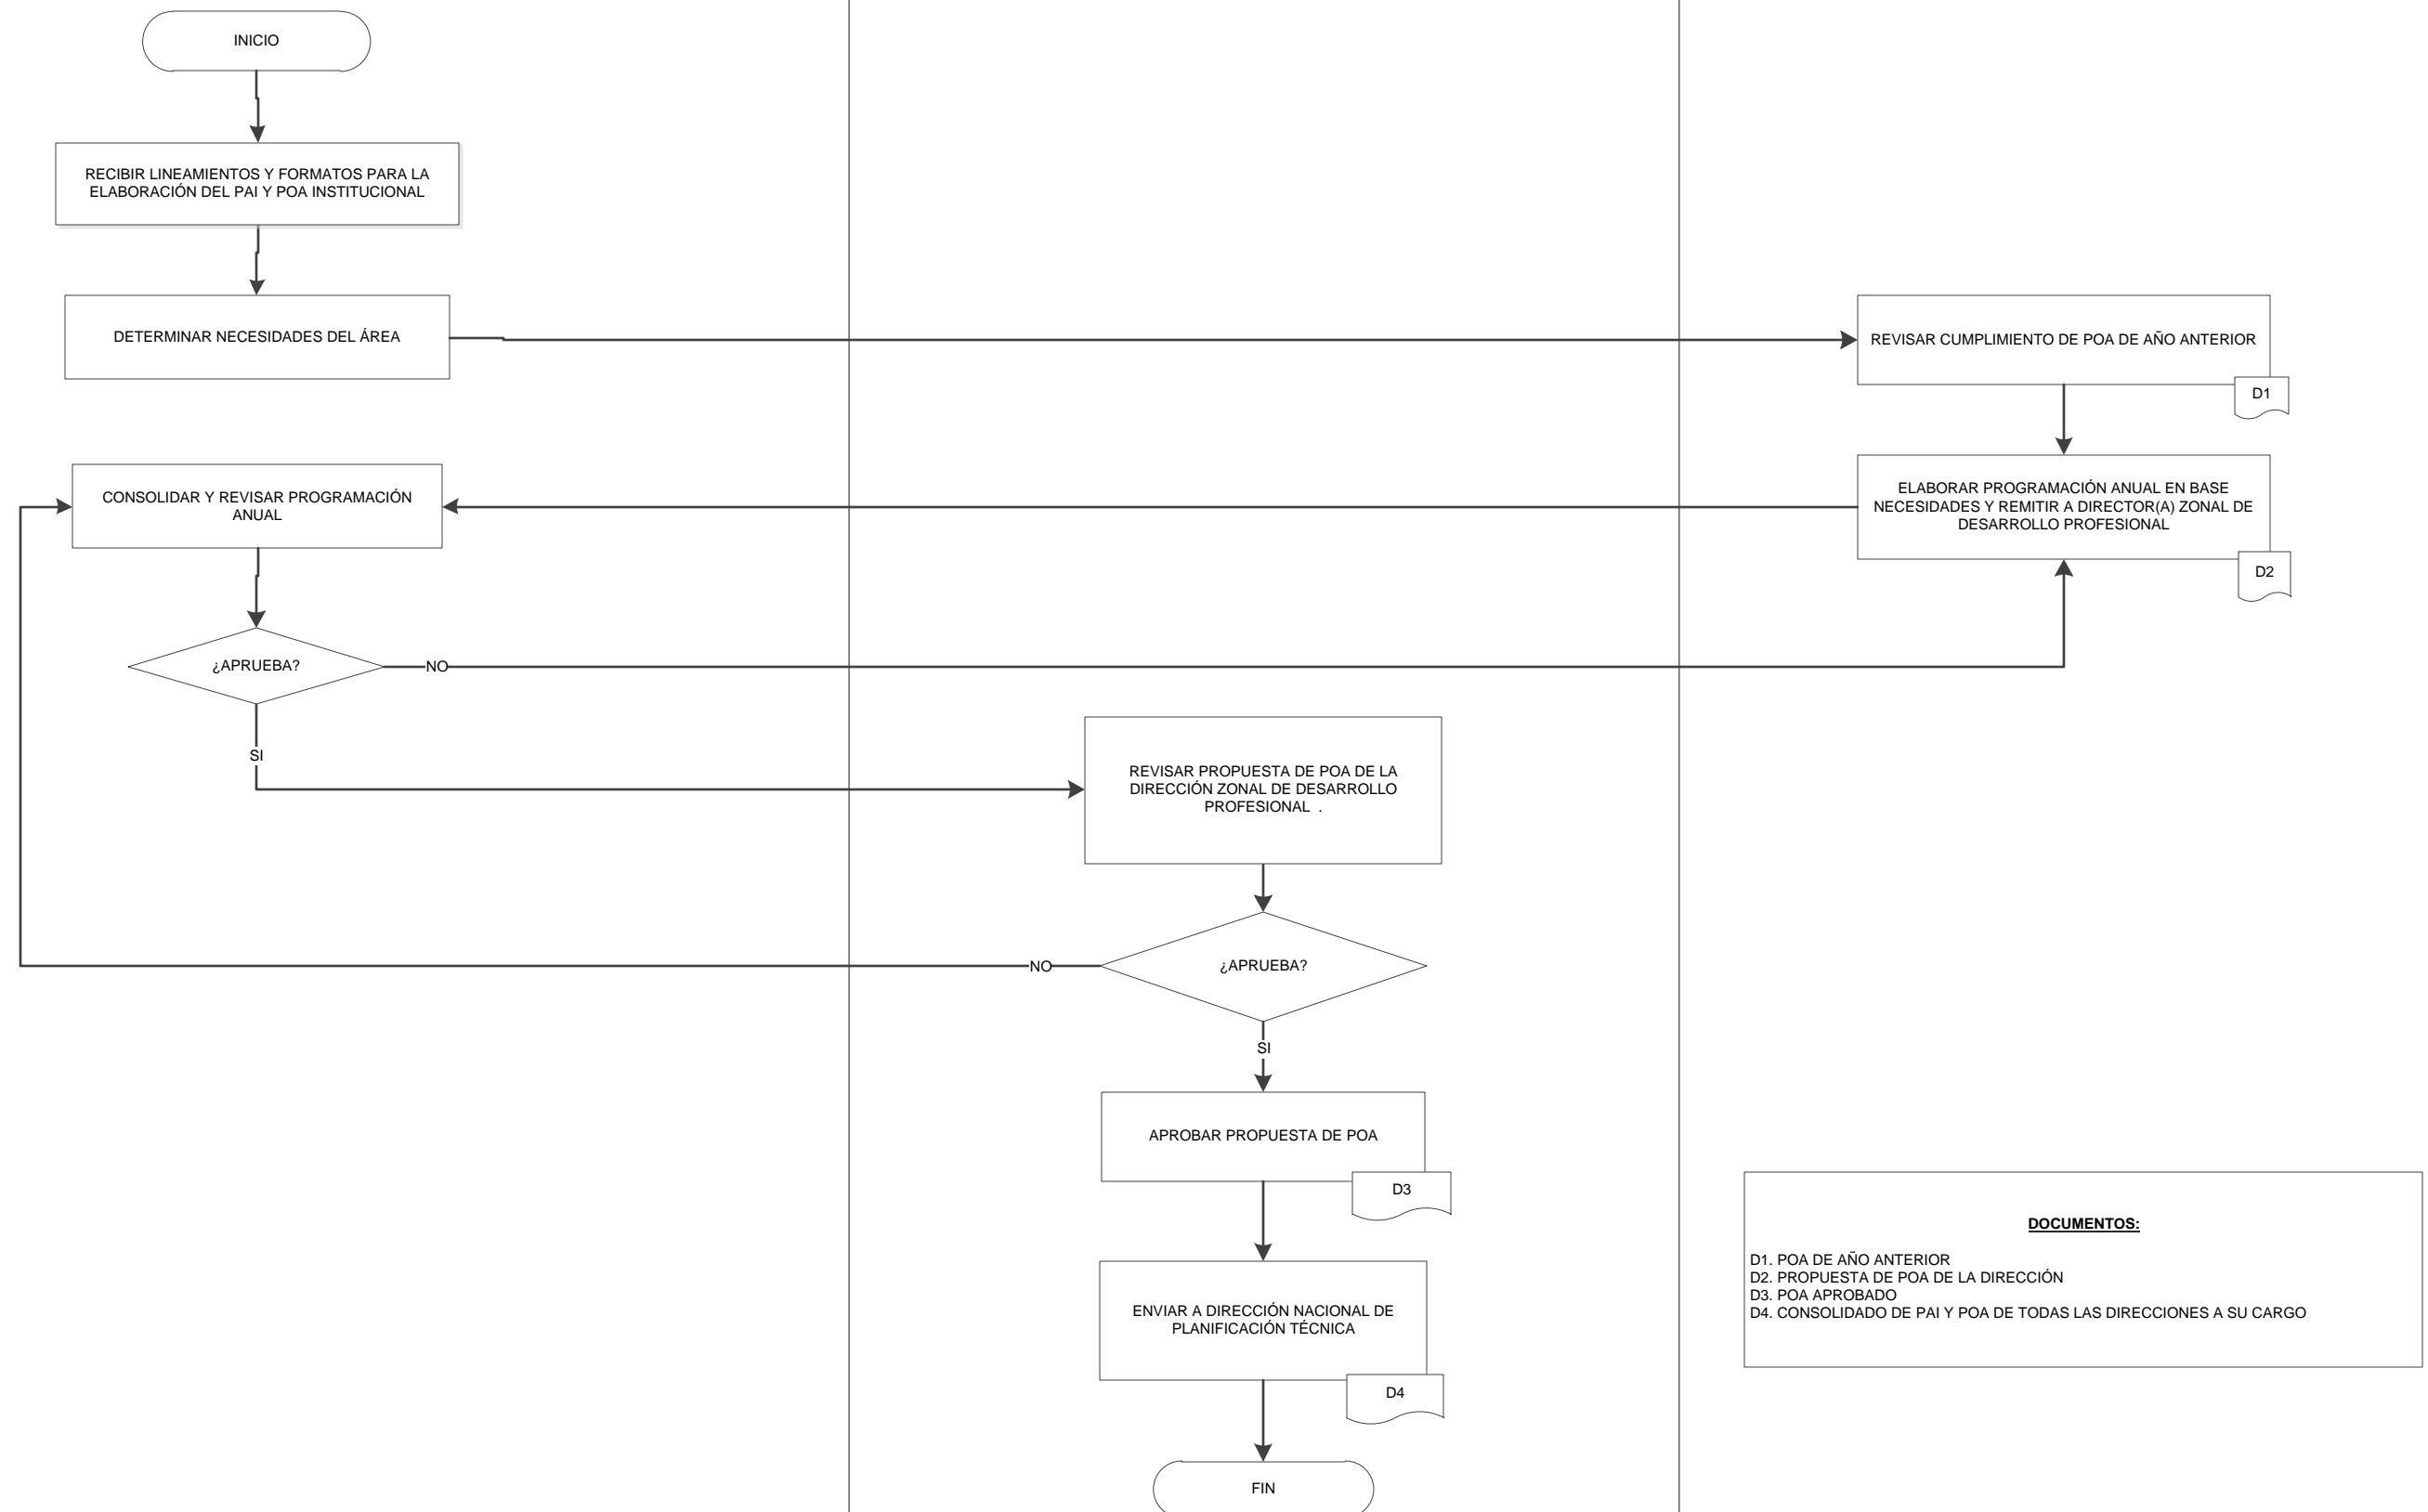 INICIO
RECIBIR LINEAMIENTOS Y FORMATOS PARA LA
ELABORACIÓN DEL PAI Y POA INSTITUCIONAL
DETERMINAR NECESIDADES DEL ÁREA
REVISAR CUMPLIMIENTO DE POA DE AÑO ANTERIOR
D1
CONSOLIDAR Y REVISAR PROGRAMACIÓN
ANUAL
ELABORAR PROGRAMACIÓN ANUAL EN BASE
NECESIDADES Y REMITIR A DIRECTOR(A) ZONAL DE
DESARROLLO PROFESIONAL
D2
¿APRUEBA?
NO
SI
REVISAR PROPUESTA DE POA DE LA
DIRECCIÓN ZONAL DE DESARROLLO
PROFESIONAL .
¿APRUEBA?
NO
SI
APROBAR PROPUESTA DE POA
D3
ENVIAR A DIRECCIÓN NACIONAL DE
PLANIFICACIÓN TÉCNICA
D4
FIN
DOCUMENTOS:
D1. POA DE AÑO ANTERIOR
D2. PROPUESTA DE POA DE LA DIRECCIÓN
D3. POA APROBADO
D4. CONSOLIDADO DE PAI Y POA DE TODAS LAS DIRECCIONES A SU CARGO